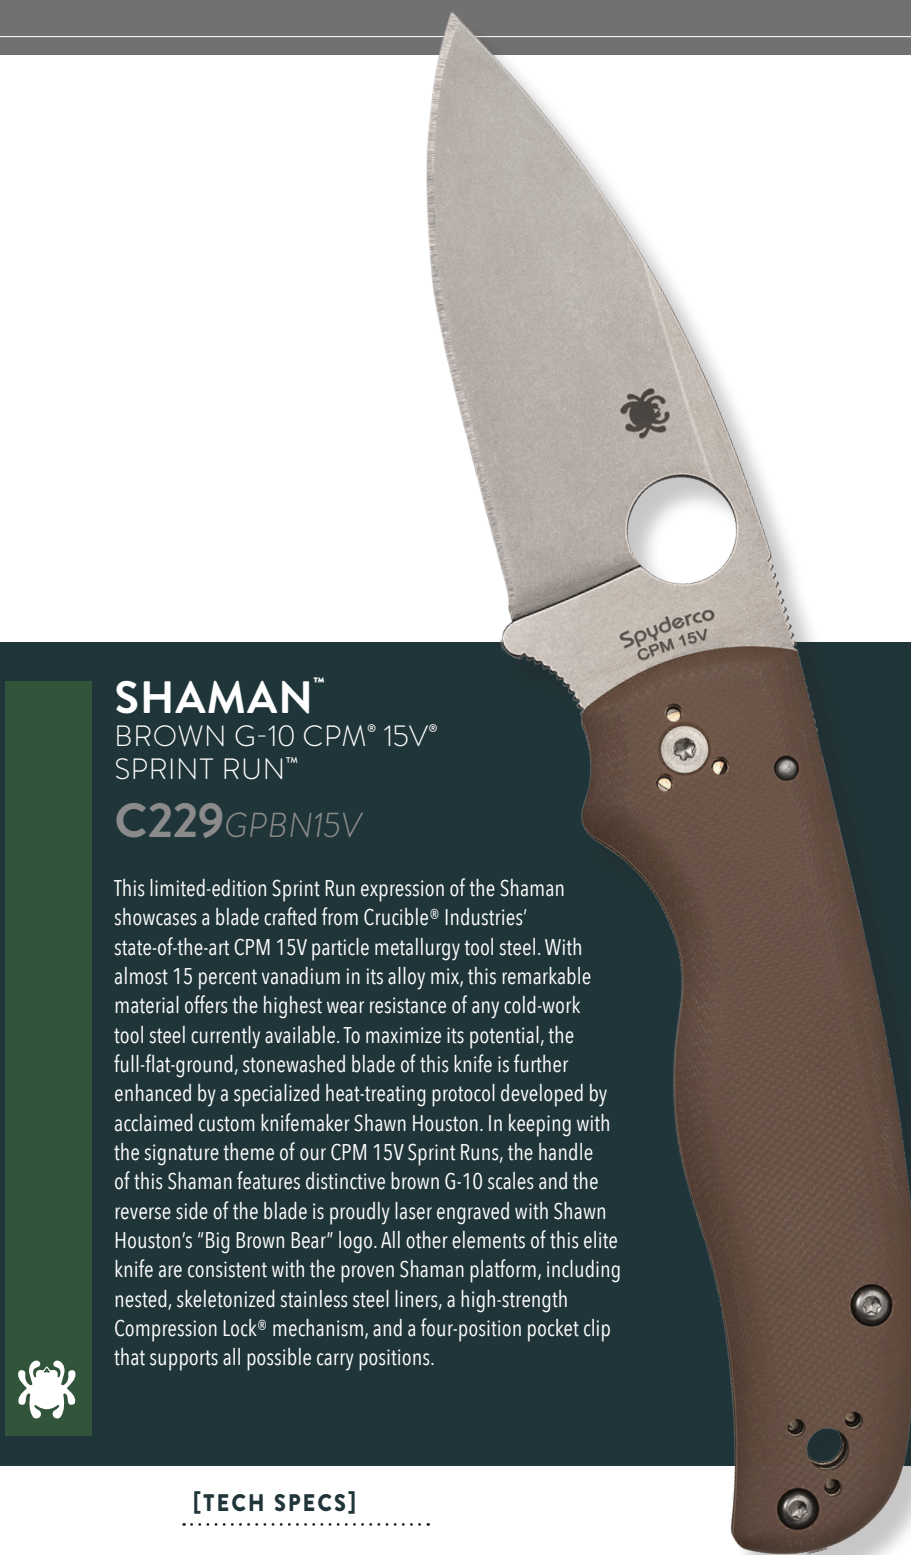 Spyderco
CPM 15V
SHAMAN™
BROWN G-10 CPM® 15V®
SPRINT RUN™
C229GPBN15V
This limited-edition Sprint Run expression of the Shaman
showcases a blade crafted from Crucible® Industries’
state-of-the-art CPM 15V particle metallurgy tool steel. With
almost 15 percent vanadium in its alloy mix, this remarkable
material offers the highest wear resistance of any cold-work
tool steel currently available. To maximize its potential, the
full-flat-ground, stonewashed blade of this knife is further
enhanced by a specialized heat-treating protocol developed by
acclaimed custom knifemaker Shawn Houston. In keeping with
the signature theme of our CPM 15V Sprint Runs, the handle
of this Shaman features distinctive brown G-10 scales and the
reverse side of the blade is proudly laser engraved with Shawn
Houston’s “Big Brown Bear” logo. All other elements of this elite
knife are consistent with the proven Shaman platform, including
nested, skeletonized stainless steel liners, a high-strength
Compression Lock® mechanism, and a four-position pocket clip
that supports all possible carry positions.
[TECH SPECS]